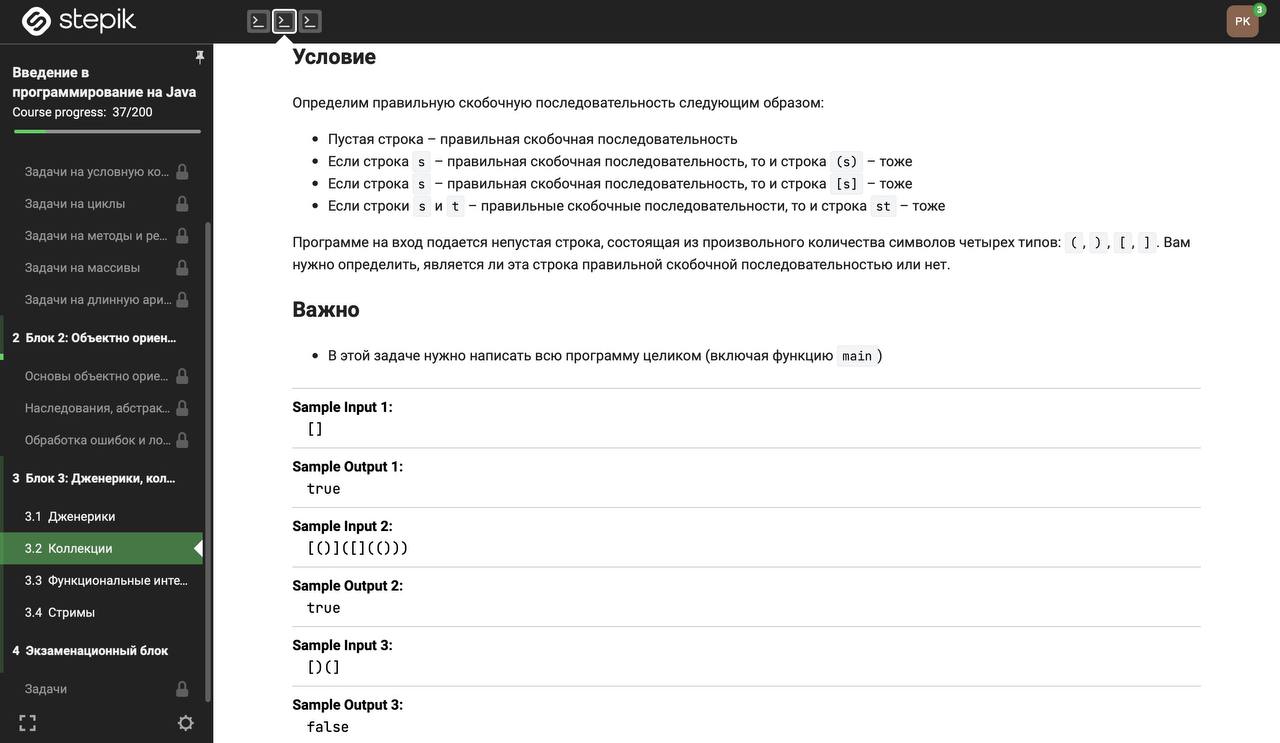 stepik
PK
3
Введение в
программирование на Java
Course progress: 37/200
Задачи на условную ко...
Задачи на циклы
Задачи на методы и ре...
Задачи на массивы
Задачи на длинную ари...
2 Блок 2: Объектно ориен...
Основы объектно орие...
Наследования, абстрак...
Обработка ошибок и ло...
3 Блок 3: Дженерики, кол...
3.1 Дженерики
3.2 Коллекции
3.3 Функциональные инте...
3.4 Стримы
4 Экзаменационный блок
Задачи
Условие
Определим правильную скобочную последовательность следующим образом:
• Пустая строка – правильная скобочная последовательность
• Если строка s – правильная скобочная последовательность, то и строка (s) – тоже
• Если строка s – правильная скобочная последовательность, то и строка [s] – тоже
• Если строки s и t – правильные скобочные последовательности, то и строка st – тоже
Программе на вход подается непустая строка, состоящая из произвольного количества символов четырех типов: (, ), [, ]. Вам
нужно определить, является ли эта строка правильной скобочной последовательностью или нет.
Важно
• В этой задаче нужно написать всю программу целиком (включая функцию main)
Sample Input 1:
[]
Sample Output 1:
true
Sample Input 2:
[()]([](()))
Sample Output 2:
true
Sample Input 3:
[)(]
Sample Output 3:
false